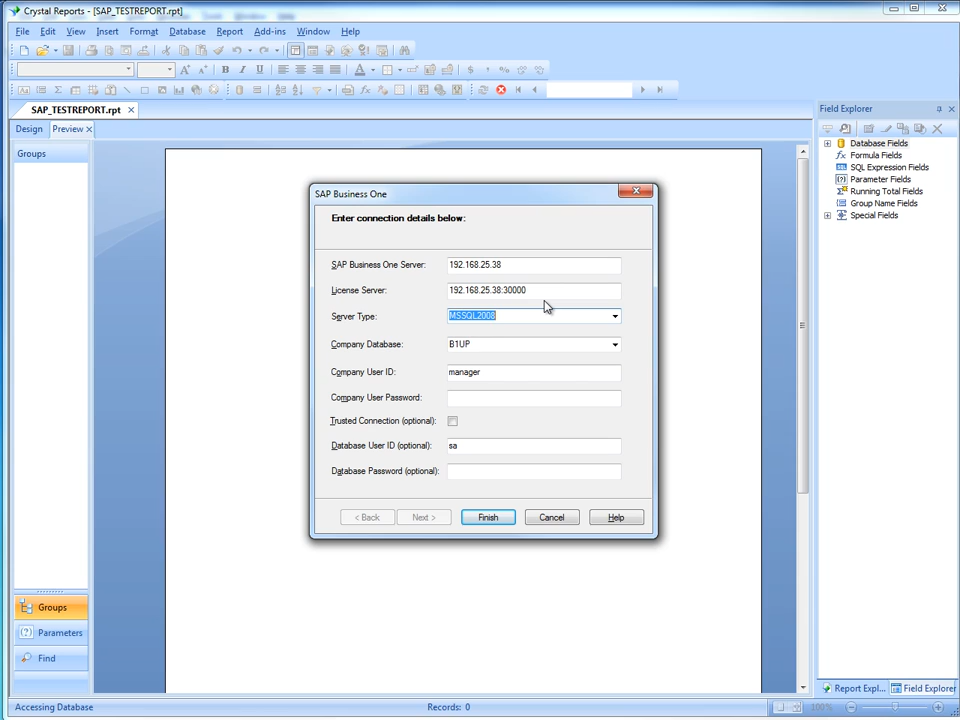 Crystal Reports - [SAP_TESTREPORT.rpt]
File Edit View Insert Format Database Report Add-ins Window Help
SAP_TESTREPORT.rpt
Design Preview
Groups
SAP Business One
Enter connection details below:
SAP Business One Server: 192.168.25.38
License Server: 192.168.25.38:30000
Server Type: MSSQL2008
Company Database: B1UP
Company User ID: manager
Company User Password:
Trusted Connection (optional):
Database User ID (optional): sa
Database Password (optional):
< Back Next > Finish Cancel Help
Field Explorer
Database Fields
Formula Fields
SQL Expression Fields
Parameter Fields
Running Total Fields
Group Name Fields
Special Fields
Groups
Parameters
Find
Report Expl... Field Explorer
Accessing Database Records: 0 100%